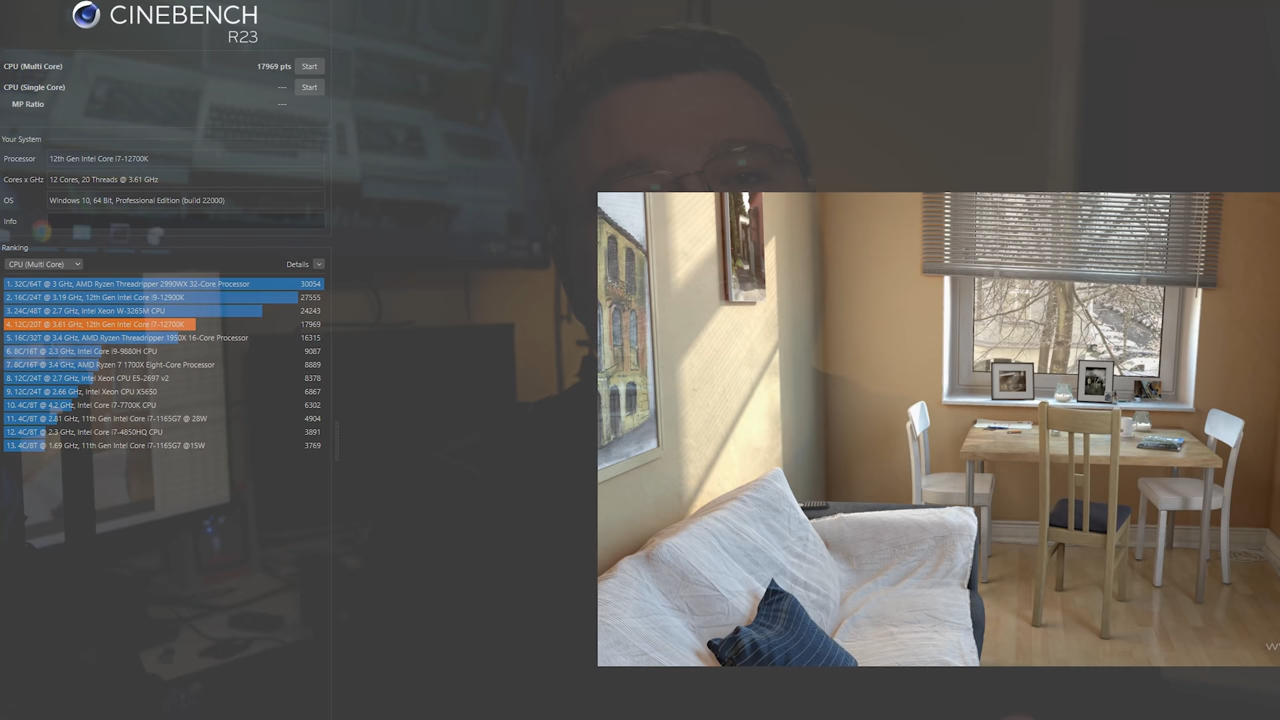 CINEBENCH
R23
CPU (Multi Core) 17969 pts Start
CPU (Single Core) --- Start
MP Ratio ---
Your System
Processor 12th Gen Intel Core i7-12700K
Cores x GHz 12 Cores, 20 Threads @ 3.61 GHz
OS Windows 10, 64 Bit, Professional Edition (build 22000)
Info
Ranking
CPU (Multi Core) Details
1. 32C/64T @ 3 GHz, AMD Ryzen Threadripper 2990WX 32-Core Processor 30054
2. 16C/24T @ 3.19 GHz, 12th Gen Intel Core i9-12900K 27555
3. 24C/48T @ 2.7 GHz, Intel Xeon W-3265M CPU 24243
4. 12C/20T @ 3.61 GHz, 12th Gen Intel Core i7-12700K 17969
5. 16C/32T @ 3.4 GHz, AMD Ryzen Threadripper 1950X 16-Core Processor 16315
6. 8C/16T @ 2.3 GHz, Intel Core i9-9880H CPU 9087
7. 8C/16T @ 3.4 GHz, AMD Ryzen 7 1700X Eight-Core Processor 8889
8. 12C/24T @ 2.7 GHz, Intel Xeon CPU E5-2697 v2 8378
9. 12C/24T @ 2.66 GHz, Intel Xeon CPU X5650 6867
10. 4C/8T @ 4.2 GHz, Intel Core i7-7700K CPU 6302
11. 4C/8T @ 2.81 GHz, 11th Gen Intel Core i7-1165G7 @ 28W 4904
12. 4C/8T @ 2.3 GHz, Intel Core i7-4850HQ CPU 3891
13. 4C/8T @ 1.69 GHz, 11th Gen Intel Core i7-1165G7 @15W 3769